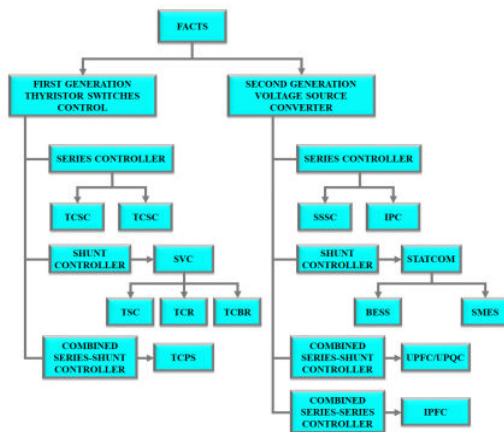 FACTS
FIRST GENERATION
THYRISTOR SWITCHES
CONTROL
SECOND GENERATION
VOLTAGE SOURCE
CONVERTER
SERIES CONTROLLER
SERIES CONTROLLER
TCSC
TCSC
SSSC
IPC
SHUNT
CONTROLLER
SVC
SHUNT
CONTROLLER
STATCOM
TSC
TCR
TCBR
BESS
SMES
COMBINED
SERIES-SHUNT
CONTROLLER
TCPS
COMBINED
SERIES-SHUNT
CONTROLLER
UPFC/UPQC
COMBINED
SERIES-SERIES
CONTROLLER
IPFC